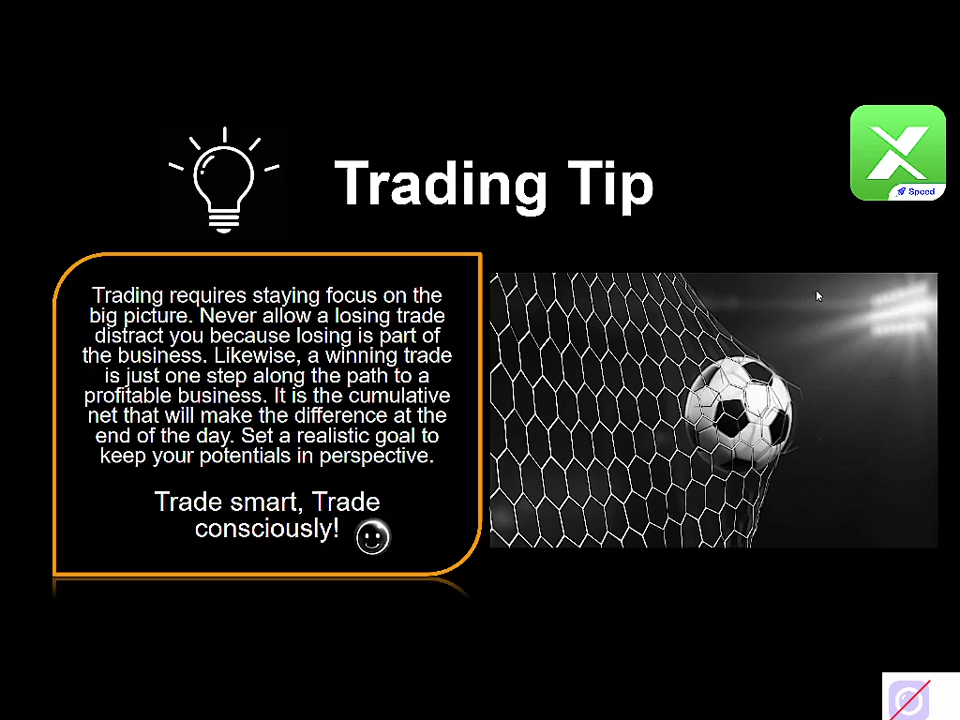 Trading Tip
Speed
Trading requires staying focus on the
big picture. Never allow a losing trade
distract you because losing is part of
the business. Likewise, a winning trade
is just one step along the path to a
profitable business. It is the cumulative
net that will make the difference at the
end of the day. Set a realistic goal to
keep your potentials in perspective.
Trade smart, Trade
consciously!